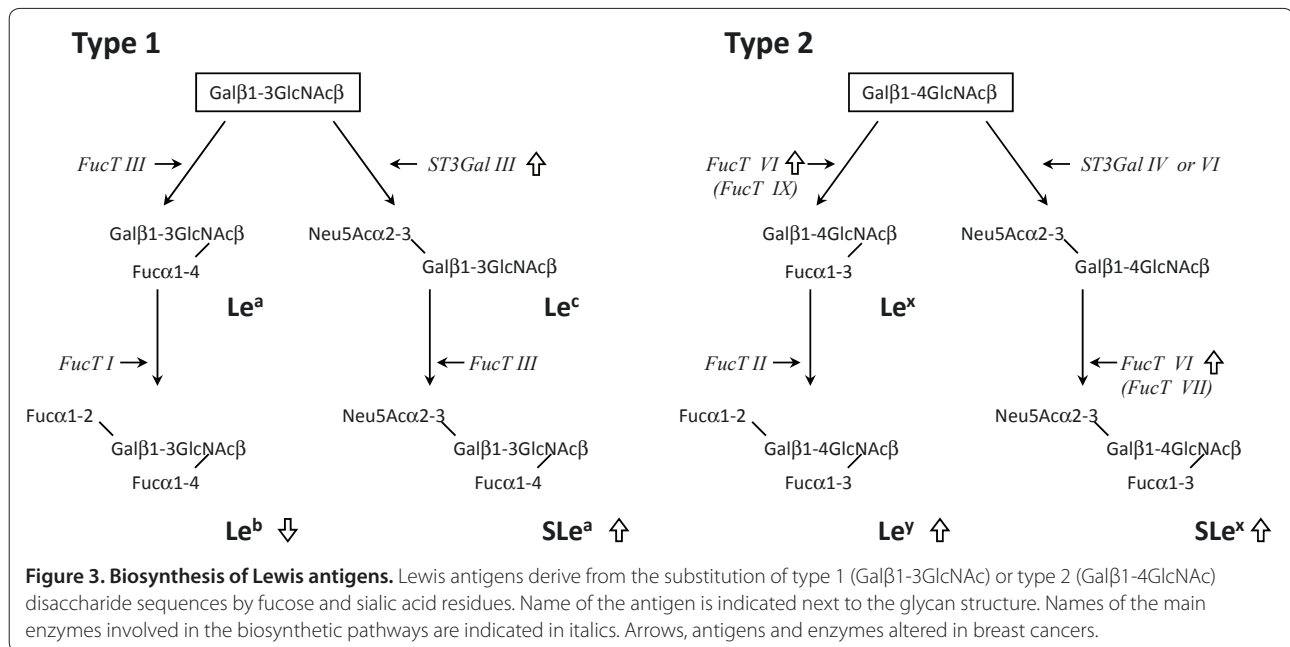 Type 1
Galβ1-3GlcNAcβ
FucT III
ST3Gal III
Galβ1-3GlcNAcβ
Fucα1-4
Leᵃ
Neu5Acα2-3
Galβ1-3GlcNAcβ
Leᶜ
FucT I
FucT III
Fucα1-2
Galβ1-3GlcNAcβ
Fucα1-4
Leᵇ
Neu5Acα2-3
Galβ1-3GlcNAcβ
Fucα1-4
SLeᵃ
Type 2
Galβ1-4GlcNAcβ
FucT VI
(FucT IX)
ST3Gal IV or VI
Galβ1-4GlcNAcβ
Fucα1-3
Leˣ
Neu5Acα2-3
Galβ1-4GlcNAcβ
FucT II
FucT VI
(FucT VII)
Fucα1-2
Galβ1-4GlcNAcβ
Fucα1-3
Leʸ
Neu5Acα2-3
Galβ1-4GlcNAcβ
Fucα1-3
SLeˣ
Figure 3. Biosynthesis of Lewis antigens. Lewis antigens derive from the substitution of type 1 (Galβ1-3GlcNAc) or type 2 (Galβ1-4GlcNAc)
disaccharide sequences by fucose and sialic acid residues. Name of the antigen is indicated next to the glycan structure. Names of the main
enzymes involved in the biosynthetic pathways are indicated in italics. Arrows, antigens and enzymes altered in breast cancers.